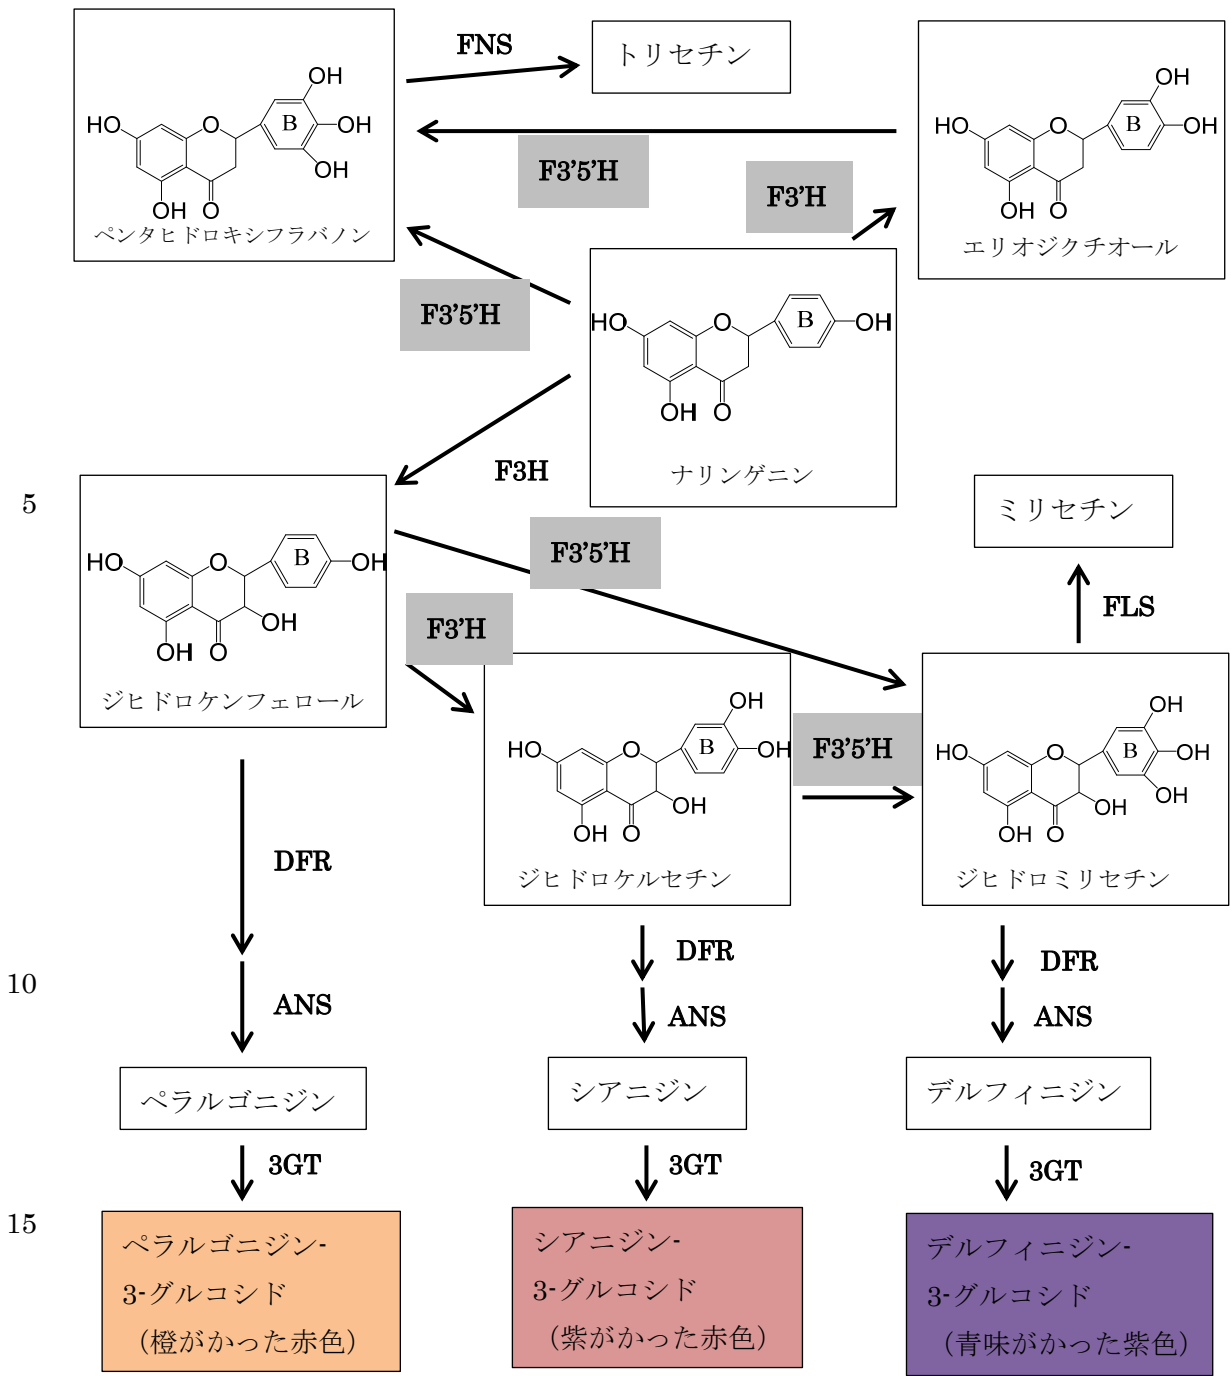 FNS
トリセチン
OH
HO
O
B
OH
OH
OH
O
ペンタヒドロキシフラバノン
OH
HO
O
B
OH
OH
O
エリオジクチオール
F3’5’H
F3’H
F3’5’H
HO
O
B
OH
OH
O
ナリンゲニン
F3H
5
ミリセチン
F3’5’H
HO
O
B
OH
OH
OH
O
ジヒドロケンフェロール
F3’H
FLS
OH
HO
O
B
OH
OH
OH
O
ジヒドロケルセチン
F3’5’H
OH
HO
O
B
OH
OH
OH
OH
O
ジヒドロミリセチン
DFR
DFR
DFR
10
ANS
ANS
ANS
ペラルゴニジン
シアニジン
デルフィニジン
3GT
3GT
3GT
15
ペラルゴニジン-
3-グルコシド
（橙がかった赤色）
シアニジン-
3-グルコシド
（紫がかった赤色）
デルフィニジン-
3-グルコシド
（青味がかった紫色）